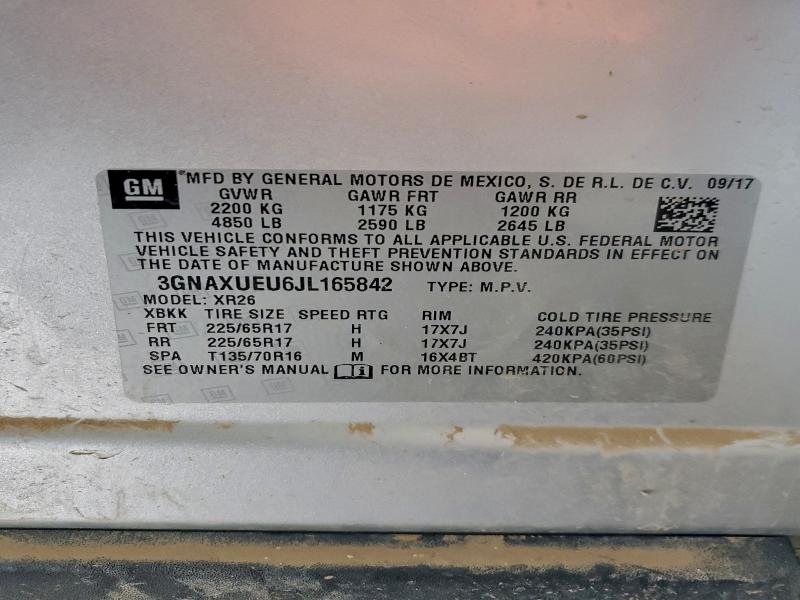 GM MFD BY GENERAL MOTORS DE MEXICO, S. DE R.L. DE C.V. 09/17
GVWR GAWR FRT GAWR RR
2200 KG 1175 KG 1200 KG
4850 LB 2590 LB 2645 LB
THIS VEHICLE CONFORMS TO ALL APPLICABLE U.S. FEDERAL MOTOR
VEHICLE SAFETY AND THEFT PREVENTION STANDARDS IN EFFECT ON
THE DATE OF MANUFACTURE SHOWN ABOVE.
3GNAXUEU6JL165842 TYPE: M.P.V.
MODEL: XR26
XBKK TIRE SIZE SPEED RTG RIM COLD TIRE PRESSURE
FRT 225/65R17 H 17X7J 240KPA(35PSI)
RR 225/65R17 H 17X7J 240KPA(35PSI)
SPA T135/70R16 M 16X4BT 420KPA(60PSI)
SEE OWNER'S MANUAL FOR MORE INFORMATION.